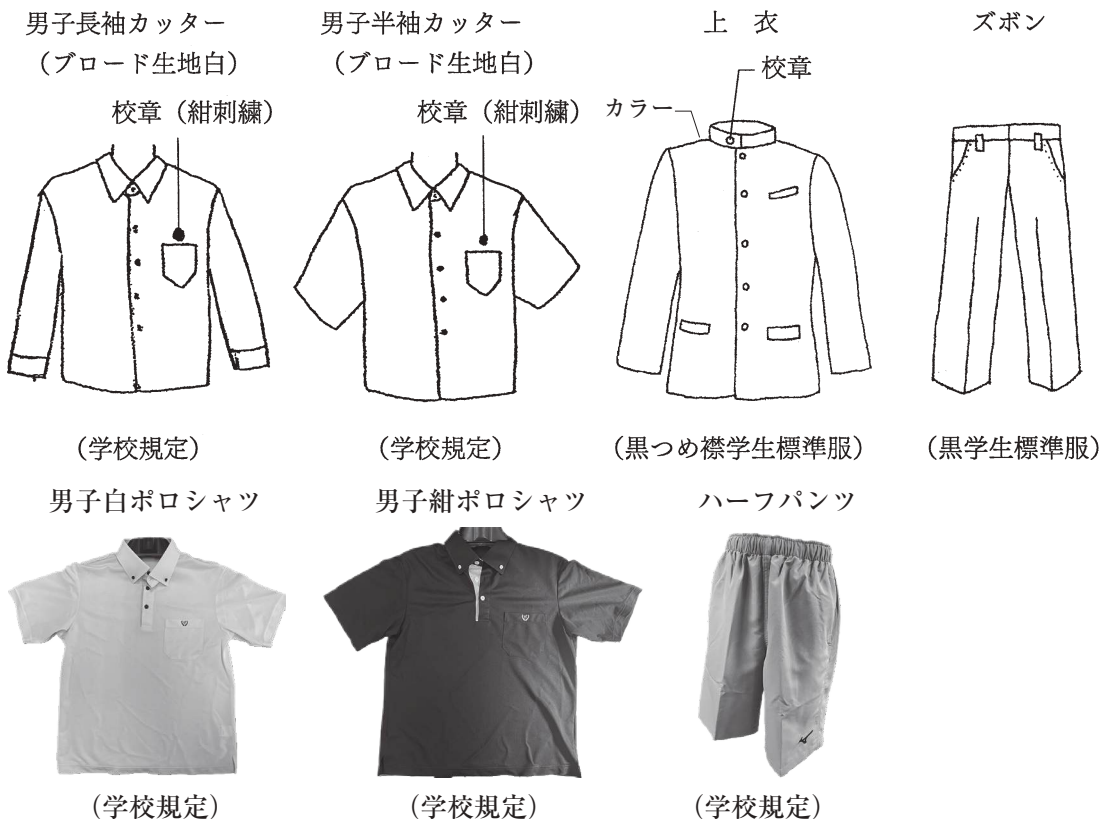 男子長袖カッター
（ブロード生地白）
校章（紺刺繍）
（学校規定）
男子半袖カッター
（ブロード生地白）
校章（紺刺繍）
（学校規定）
上　衣
校章
カラー
（黒つめ襟学生標準服）
ズボン
（黒学生標準服）
男子白ポロシャツ
（学校規定）
男子紺ポロシャツ
（学校規定）
ハーフパンツ
（学校規定）